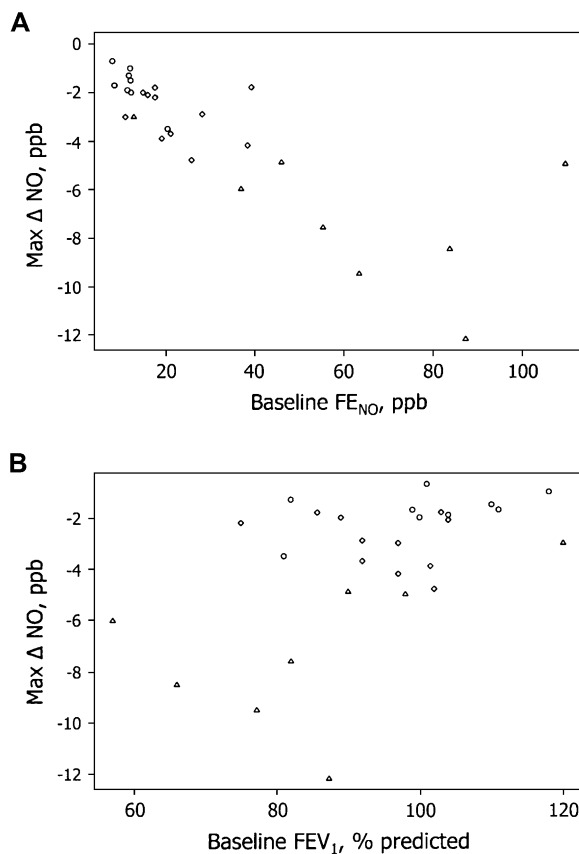 A
0
-2
-4
-6
-8
-10
-12
Max Δ NO, ppb
20 40 60 80 100
Baseline FENO, ppb
B
-2
-4
-6
-8
-10
-12
Max Δ NO, ppb
60 80 100 120
Baseline FEV1, % predicted